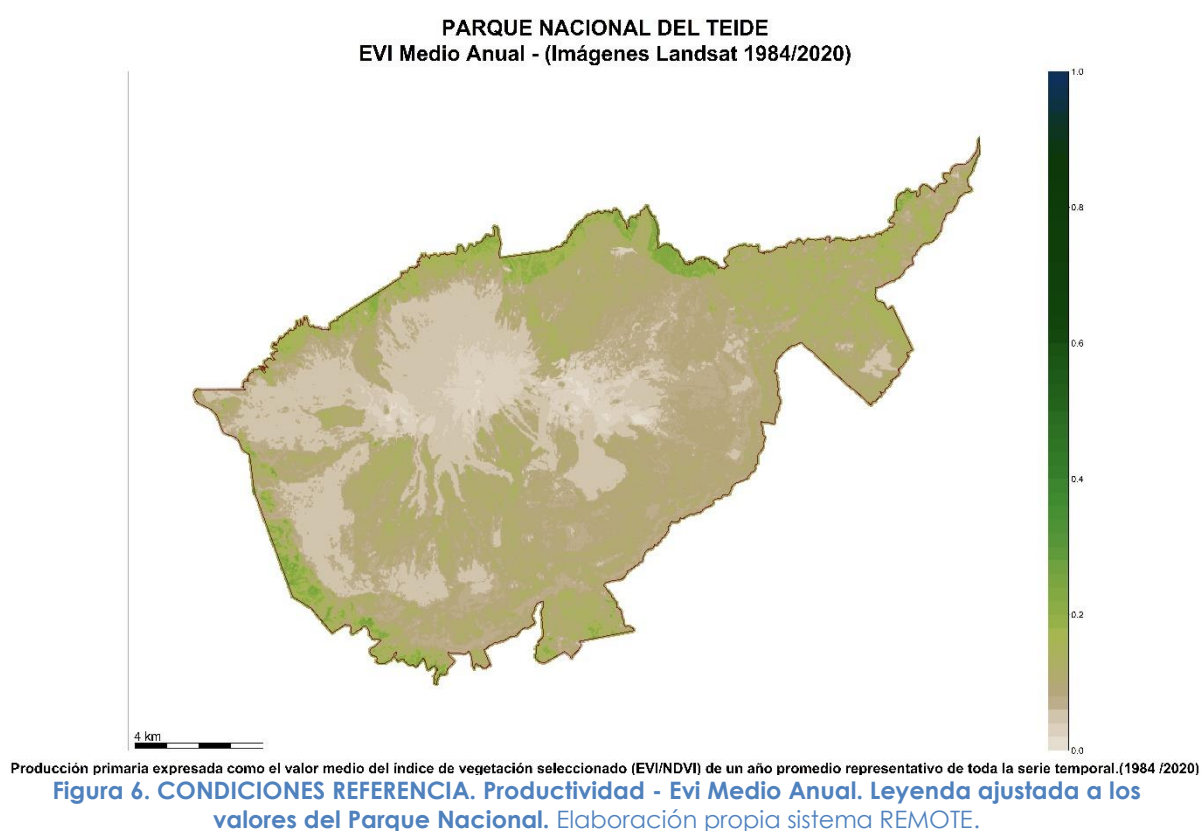 PARQUE NACIONAL DEL TEIDE
EVI Medio Anual - (Imágenes Landsat 1984/2020)
1.0
0.8
0.6
0.4
0.2
0.0
4 km
Producción primaria expresada como el valor medio del índice de vegetación seleccionado (EVI/NDVI) de un año promedio representativo de toda la serie temporal.(1984 /2020)
Figura 6. CONDICIONES REFERENCIA. Productividad - Evi Medio Anual. Leyenda ajustada a los
valores del Parque Nacional. Elaboración propia sistema REMOTE.